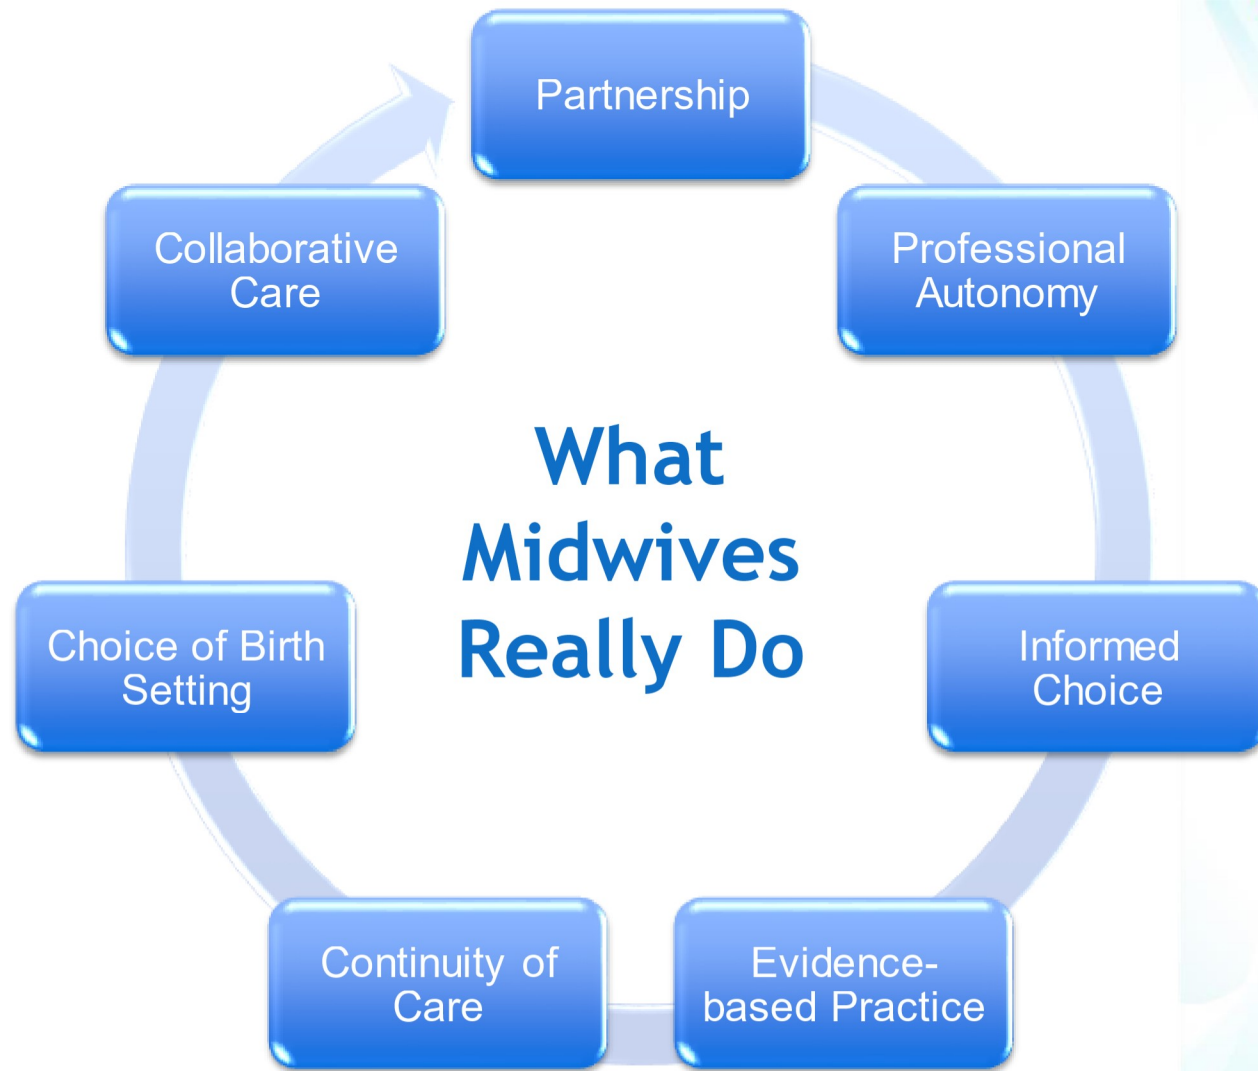 Partnership
Professional
Autonomy
Informed
Choice
Evidence-
based Practice
Continuity of
Care
Choice of Birth
Setting
Collaborative
Care
What
Midwives
Really Do